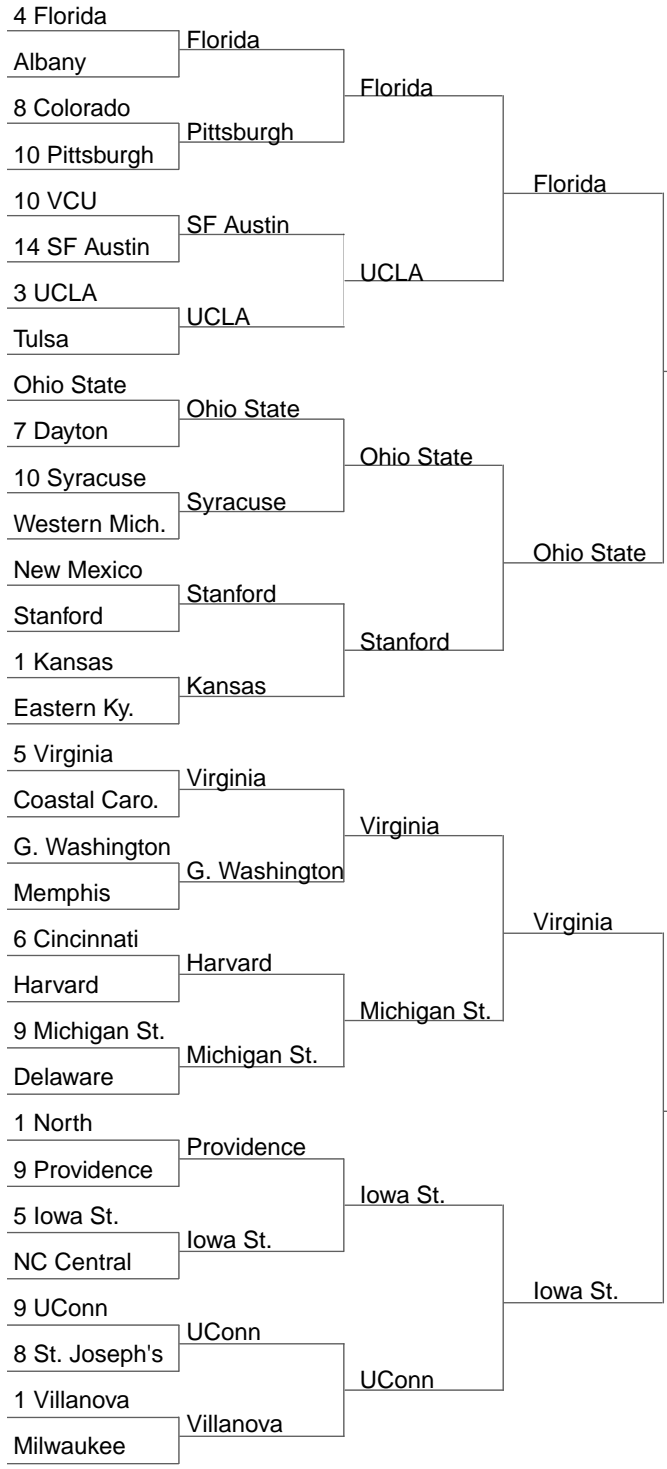 4 Florida
Albany
8 Colorado
10 Pittsburgh
10 VCU
14 SF Austin
3 UCLA
Tulsa
Ohio State
7 Dayton
10 Syracuse
Western Mich.
New Mexico
Stanford
1 Kansas
Eastern Ky.
5 Virginia
Coastal Caro.
G. Washington
Memphis
6 Cincinnati
Harvard
9 Michigan St.
Delaware
1 North
9 Providence
5 Iowa St.
NC Central
9 UConn
8 St. Joseph's
1 Villanova
Milwaukee
Florida
Pittsburgh
SF Austin
UCLA
Ohio State
Syracuse
Stanford
Kansas
Virginia
G. Washington
Harvard
Michigan St.
Providence
Iowa St.
UConn
Villanova
Florida
UCLA
Ohio State
Stanford
Virginia
Michigan St.
Iowa St.
UConn
Florida
Ohio State
Virginia
Iowa St.